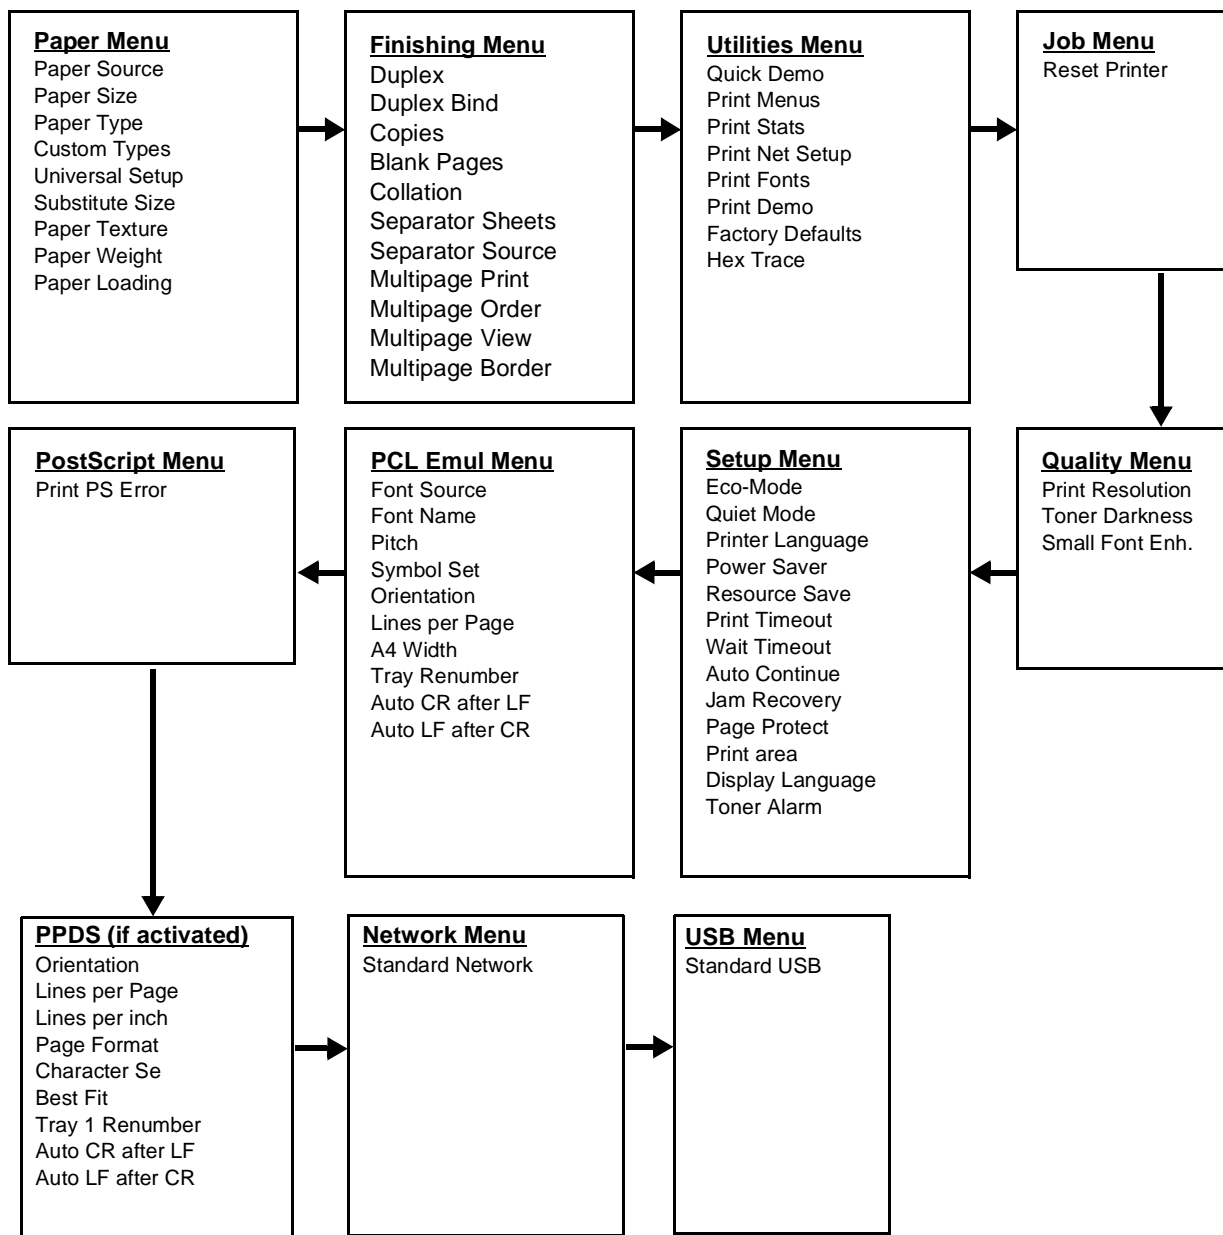 Paper Menu
Paper Source
Paper Size
Paper Type
Custom Types
Universal Setup
Substitute Size
Paper Texture
Paper Weight
Paper Loading
Finishing Menu
Duplex
Duplex Bind
Copies
Blank Pages
Collation
Separator Sheets
Separator Source
Multipage Print
Multipage Order
Multipage View
Multipage Border
Utilities Menu
Quick Demo
Print Menus
Print Stats
Print Net Setup
Print Fonts
Print Demo
Factory Defaults
Hex Trace
Job Menu
Reset Printer
Quality Menu
Print Resolution
Toner Darkness
Small Font Enh.
Setup Menu
Eco-Mode
Quiet Mode
Printer Language
Power Saver
Resource Save
Print Timeout
Wait Timeout
Auto Continue
Jam Recovery
Page Protect
Print area
Display Language
Toner Alarm
PCL Emul Menu
Font Source
Font Name
Pitch
Symbol Set
Orientation
Lines per Page
A4 Width
Tray Renumber
Auto CR after LF
Auto LF after CR
PostScript Menu
Print PS Error
PPDS (if activated)
Orientation
Lines per Page
Lines per inch
Page Format
Character Se
Best Fit
Tray 1 Renumber
Auto CR after LF
Auto LF after CR
Network Menu
Standard Network
USB Menu
Standard USB